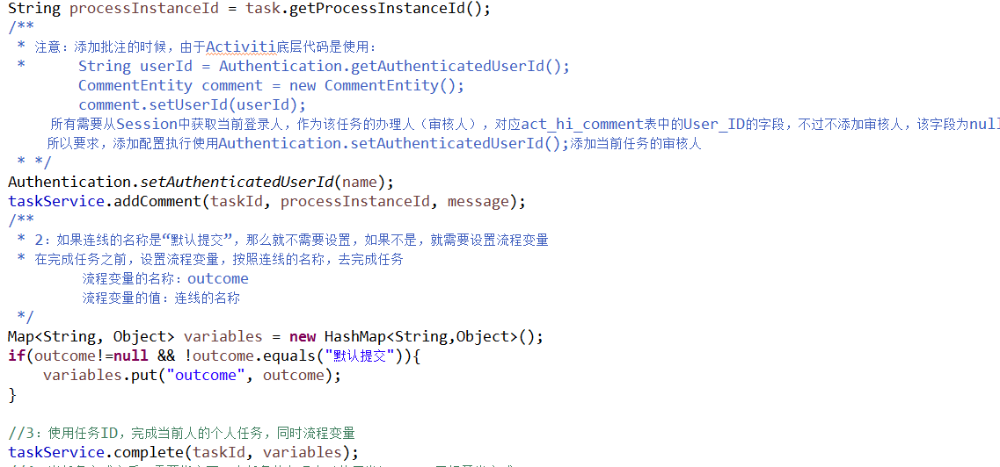 String processInstanceId = task.getProcessInstanceId();
/**
* 注意：添加批注的时候，由于Activiti底层代码是使用：
* String userId = Authentication.getAuthenticatedUserId();
CommentEntity comment = new CommentEntity();
comment.setUserId(userId);
所有需要从Session中获取当前登录人，作为该任务的办理人（审核人），对应act_hi_comment表中的User_ID的字段，不过不添加审核人，该字段为null
所以要求，添加配置执行使用Authentication.setAuthenticatedUserId();添加当前任务的审核人
* */
Authentication.setAuthenticatedUserId(name);
taskService.addComment(taskId, processInstanceId, message);
/**
* 2：如果连线的名称是“默认提交”，那么就不需要设置，如果不是，就需要设置流程变量
* 在完成任务之前，设置流程变量，按照连线的名称，去完成任务
流程变量的名称：outcome
流程变量的值：连线的名称
*/
Map<String, Object> variables = new HashMap<String,Object>();
if(outcome!=null && !outcome.equals("默认提交")){
variables.put("outcome", outcome);
}
//3：使用任务ID，完成当前人的个人任务，同时流程变量
taskService.complete(taskId, variables);